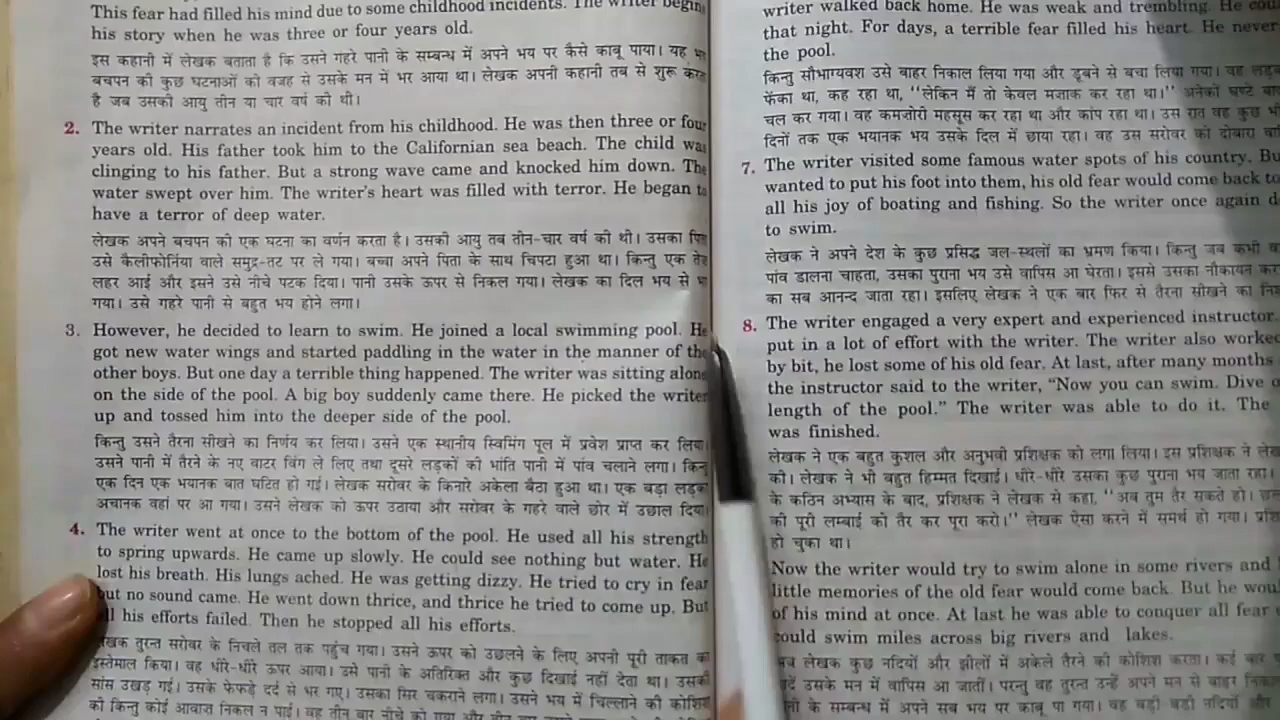 This fear had filled his mind due to some childhood incidents. The writer begins
his story when he was three or four years old.
इस कहानी में लेखक बताता है कि उसने गहरे पानी के सम्बन्ध में अपने भय पर कैसे काबू पाया। यह भय
बचपन की कुछ घटनाओं की वजह से उसके मन में भर आया था। लेखक अपनी कहानी तब से शुरू करता
है जब उसकी आयु तीन या चार वर्ष की थी।
2. The writer narrates an incident from his childhood. He was then three or four
years old. His father took him to the Californian sea beach. The child was
clinging to his father. But a strong wave came and knocked him down. The
water swept over him. The writer's heart was filled with terror. He began to
have a terror of deep water.
लेखक अपने बचपन की एक घटना का वर्णन करता है। उसकी आयु तब तीन-चार वर्ष की थी। उसका पिता
उसे कैलीफोर्निया वाले समुद्र-तट पर ले गया। बच्चा अपने पिता के साथ चिपटा हुआ था। किन्तु एक तेज
लहर आई और इसने उसे नीचे पटक दिया। पानी उसके ऊपर से निकल गया। लेखक का दिल भय से भर
गया। उसे गहरे पानी से बहुत भय होने लगा।
3. However, he decided to learn to swim. He joined a local swimming pool. He
got new water wings and started paddling in the water in the manner of the
other boys. But one day a terrible thing happened. The writer was sitting alone
on the side of the pool. A big boy suddenly came there. He picked the writer
up and tossed him into the deeper side of the pool.
किन्तु उसने तैरना सीखने का निर्णय कर लिया। उसने एक स्थानीय स्विमिंग पूल में प्रवेश प्राप्त कर लिया।
उसने पानी में तैरने के नए वाटर विंग ले लिए तथा दूसरे लड़कों की भांति पानी में पांव चलाने लगा। किन्तु
एक दिन एक भयानक बात घटित हो गई। लेखक सरोवर के किनारे अकेला बैठा हुआ था। एक बड़ा लड़का
अचानक वहां पर आ गया। उसने लेखक को ऊपर उठाया और सरोवर के गहरे वाले छोर में उछाल दिया।
4. The writer went at once to the bottom of the pool. He used all his strength
to spring upwards. He came up slowly. He could see nothing but water. He
lost his breath. His lungs ached. He was getting dizzy. He tried to cry in fear
but no sound came. He went down thrice, and thrice he tried to come up. But
all his efforts failed. Then he stopped all his efforts.
लेखक तुरन्त सरोवर के निचले तल तक पहुंच गया। उसने ऊपर को उछलने के लिए अपनी पूरी ताकत का
इस्तेमाल किया। वह धीरे-धीरे ऊपर आया। उसे पानी के अतिरिक्त और कुछ दिखाई नहीं देता था। उसकी
सांस उखड़ गई। उसके फेफड़े दर्द से भर गए। उसका सिर चकराने लगा। उसने भय में चिल्लाने की कोशिश
की किन्तु कोई आवाज़ निकल न पाई। वह तीन बार नीचे को गया और तीन बार उसने
writer walked back home. He was weak and trembling. He
that night. For days, a terrible fear filled his heart. He never
the pool.
किन्तु सौभाग्यवश उसे बाहर निकाल लिया गया और डूबने से बचा लिया गया। वह
फेंका था, कह रहा था, "लेकिन मैं तो केवल मज़ाक कर रहा था।" अनेकों घण्टे
चल कर गया। वह कमज़ोरी महसूस कर रहा था और कांप रहा था। उस रात वह कुछ
दिनों तक एक भयानक भय उसके दिल में छाया रहा। वह उस सरोवर को दोबारा
7. The writer visited some famous water spots of his country.
wanted to put his foot into them, his old fear would come back to
all his joy of boating and fishing. So the writer once again
to swim.
लेखक ने अपने देश के कुछ प्रसिद्ध जल-स्थलों का भ्रमण किया। किन्तु जब कभी
पांव डालना चाहता, उसका पुराना भय उसे वापिस आ घेरता। इससे उसका नौकायन
का सब आनन्द जाता रहा। इसलिए लेखक ने एक बार फिर से तैरना सीखने का
8. The writer engaged a very expert and experienced instructor.
put in a lot of effort with the writer. The writer also worked
by bit, he lost some of his old fear. At last, after many months
the instructor said to the writer, "Now you can swim. Dive
length of the pool." The writer was able to do it. The
was finished.
लेखक ने एक बहुत कुशल और अनुभवी प्रशिक्षक को लगा लिया। इस प्रशिक्षक ने
की। लेखक ने भी बहुत हिम्मत दिखाई। धीरे-धीरे उसका कुछ पुराना भय जाता रहा।
के कठिन अभ्यास के बाद, प्रशिक्षक ने लेखक से कहा, "अब तुम तैर सकते हो।
की पूरी लम्बाई को तैर कर पूरा करो।" लेखक ऐसा करने में समर्थ हो गया।
हो चुका था।
Now the writer would try to swim alone in some rivers and
little memories of the old fear would come back. But he
of his mind at once. At last he was able to conquer all fear
could swim miles across big rivers and lakes.
अब लेखक कुछ नदियों और झीलों में अकेले तैरने की कोशिश करता। कई बार
यादें उसके मन में वापिस आ जातीं। परन्तु वह तुरन्त उन्हें अपने मन से बाहर
के सम्बन्ध में अपने सब भय पर काबू पा गया। वह बड़ी-बड़ी नदियों और